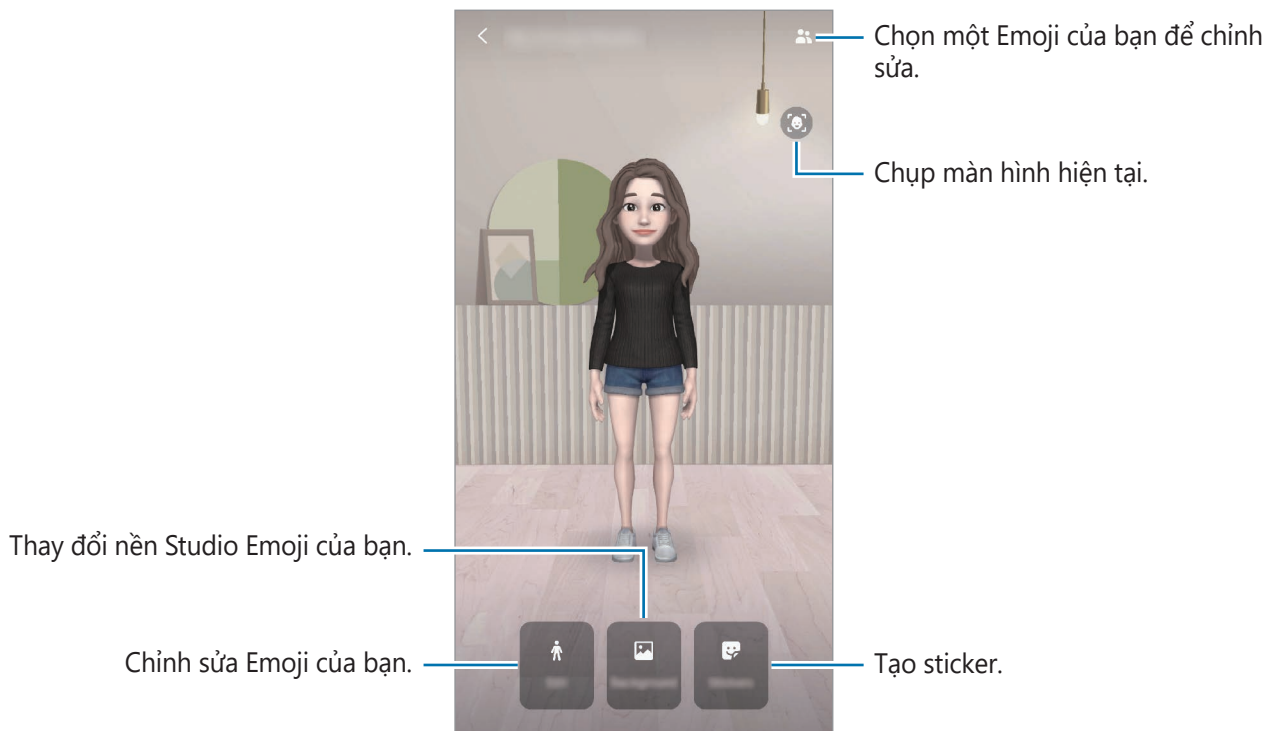 Chọn một Emoji của bạn để chỉnh
sửa.
Chụp màn hình hiện tại.
Thay đổi nền Studio Emoji của bạn.
Chỉnh sửa Emoji của bạn.
Tạo sticker.